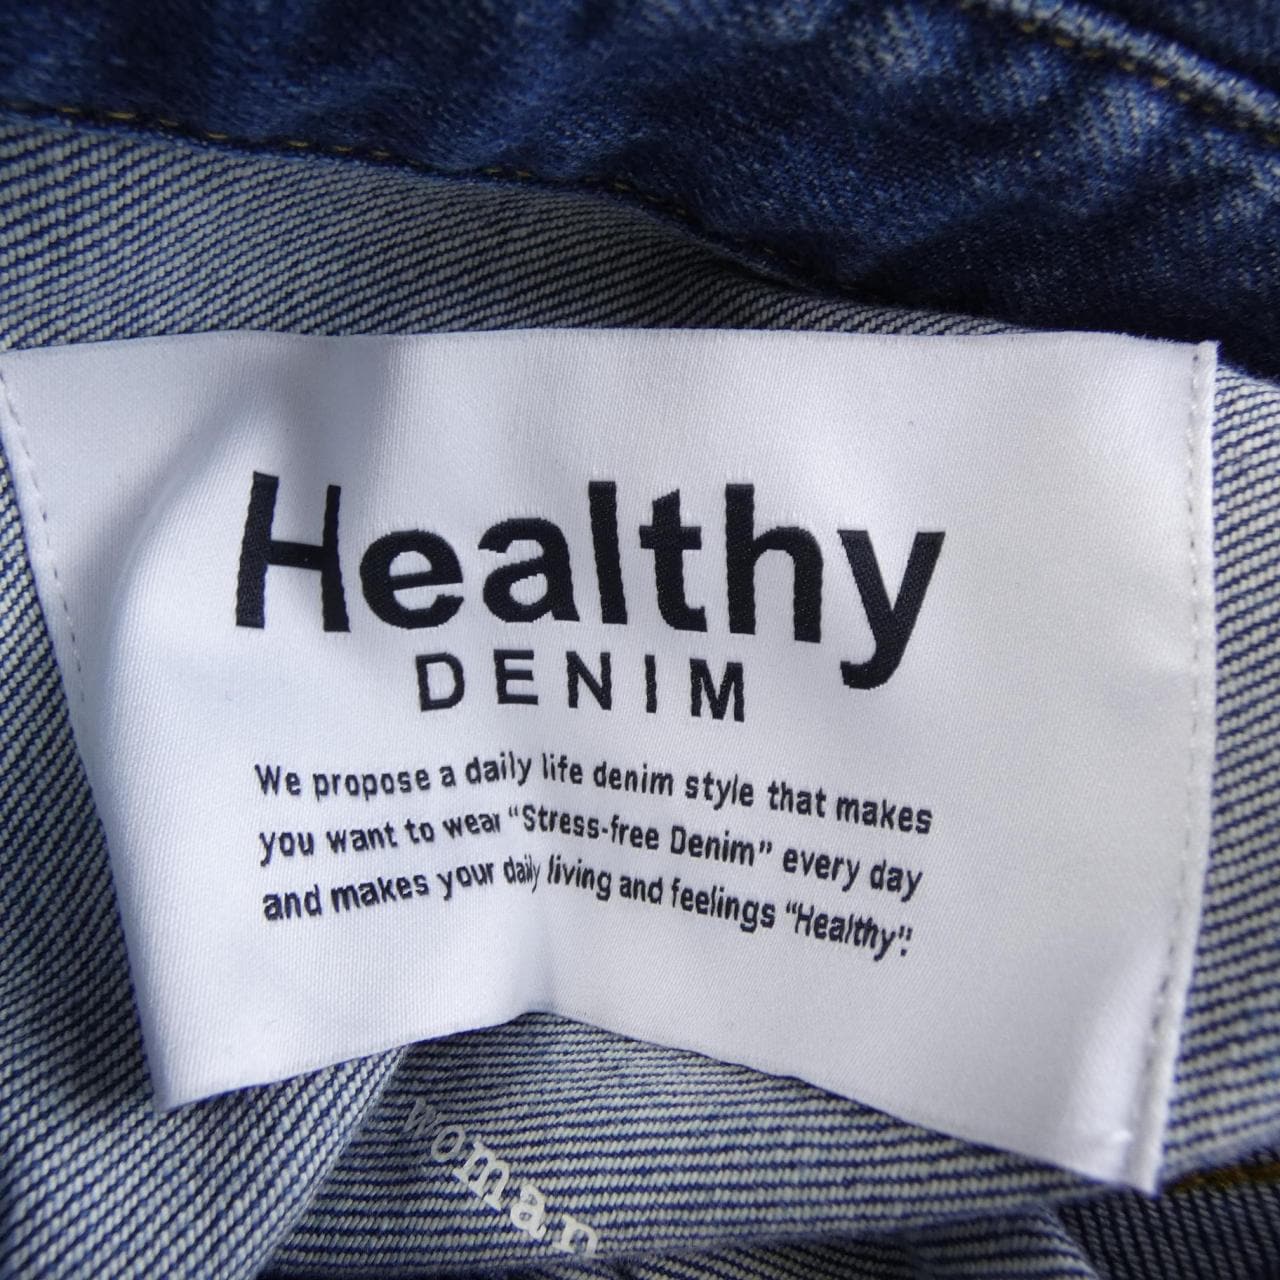 Healthy
DENIM
We propose a daily life denim style that makes
you want to wear “Stress-free Denim” every day
and makes your daily living and feelings “Healthy”.
woman